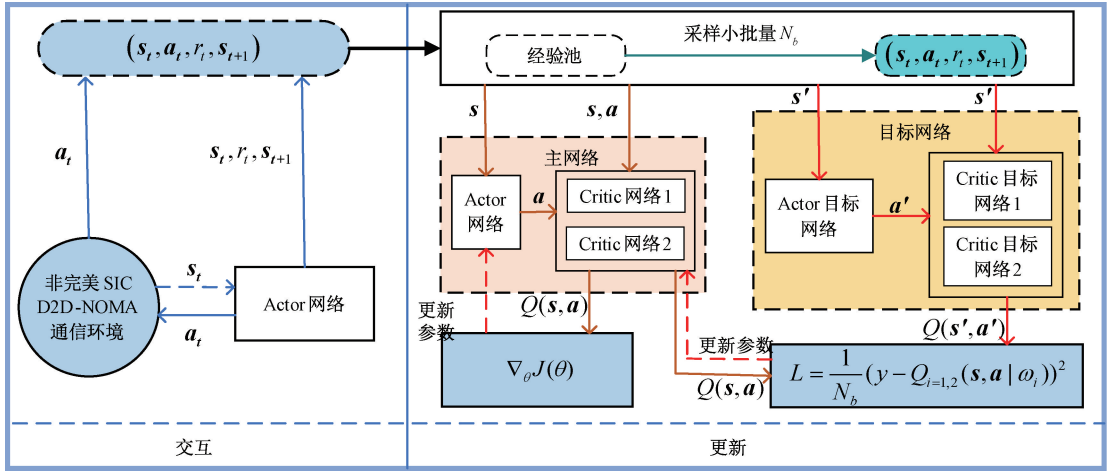 (s_t, a_t, r_t, s_{t+1})
a_t
s_t, r_t, s_{t+1}
非完美 SIC
D2D-NOMA
通信环境
s_t
a_t
Actor 网络
交互
采样小批量 N_b
经验池
(s_t, a_t, r_t, s_{t+1})
s
s, a
s′
s′
主网络
Actor
网络
a
Critic 网络1
Critic 网络2
目标网络
Actor 目标
网络
a′
Critic 目标
网络1
Critic 目标
网络2
更新
参数
Q(s, a)
∇_θ J(θ)
更新参数
Q(s, a)
Q(s′, a′)
L = \frac{1}{N_b}(y − Q_{i=1,2}(s, a | ω_i))^2
更新